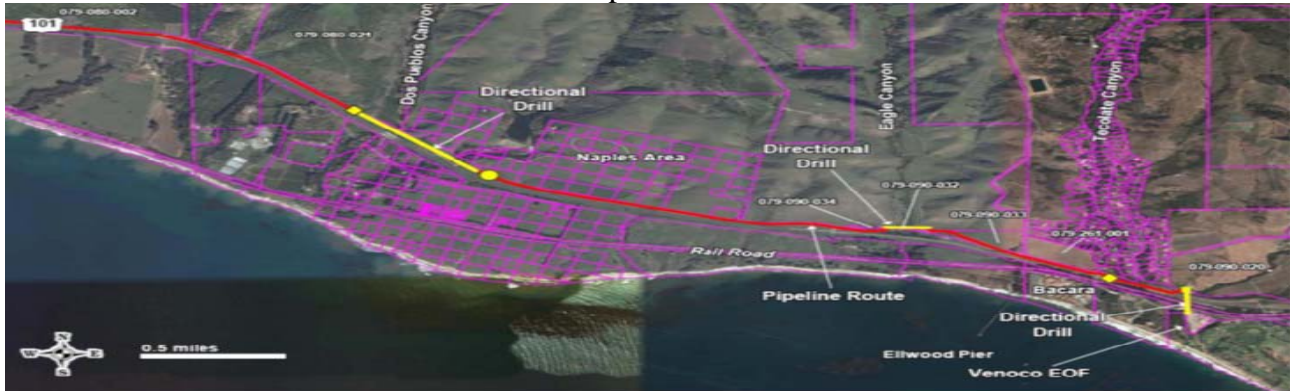 101
079-080-002
079-080-024
Dos Pueblos Canyon
Directional
Drill
Naples Area
Eagle Canyon
Directional
Drill
079-090-032
079-090-034
079-090-033
079-261-001
Tecolate Canyon
079-090-020
Rail Road
Pipeline Route
Bacara
Directional
Drill
Ellwood Pier
Venoco EOF
N
W E
S
0.5 miles